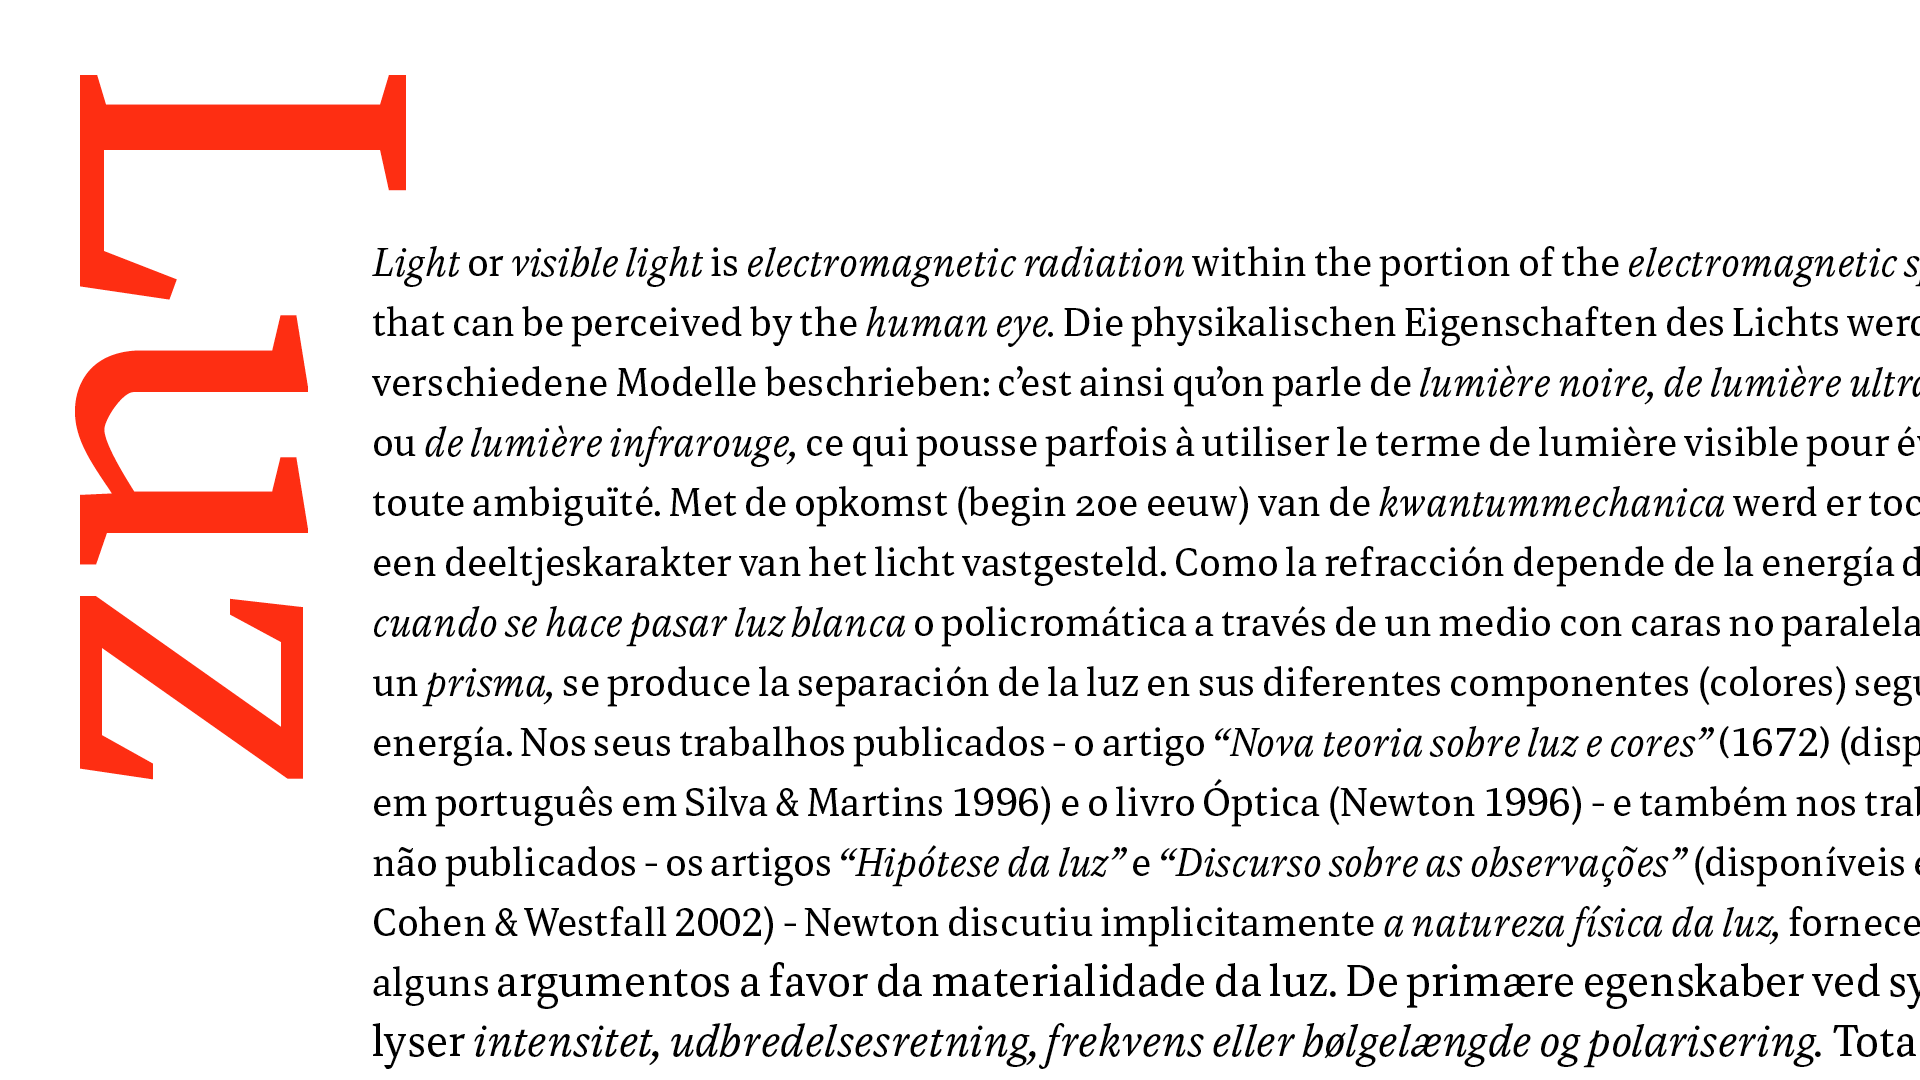 Luz
Light or visible light is electromagnetic radiation within the portion of the electromagnetic sp
that can be perceived by the human eye. Die physikalischen Eigenschaften des Lichts werd
verschiedene Modelle beschrieben: c’est ainsi qu’on parle de lumière noire, de lumière ultra
ou de lumière infrarouge, ce qui pousse parfois à utiliser le terme de lumière visible pour év
toute ambiguïté. Met de opkomst (begin 20e eeuw) van de kwantummechanica werd er toc
een deeltjeskarakter van het licht vastgesteld. Como la refracción depende de la energía d
cuando se hace pasar luz blanca o policromática a través de un medio con caras no paralela
un prisma, se produce la separación de la luz en sus diferentes componentes (colores) segu
energía. Nos seus trabalhos publicados - o artigo “Nova teoria sobre luz e cores” (1672) (disp
em português em Silva & Martins 1996) e o livro Óptica (Newton 1996) - e também nos trab
não publicados - os artigos “Hipótese da luz” e “Discurso sobre as observações” (disponíveis e
Cohen & Westfall 2002) - Newton discutiu implicitamente a natureza física da luz, fornece
alguns argumentos a favor da materialidade da luz. De primære egenskaber ved sy
lyser intensitet, udbredelsesretning, frekvens eller bølgelængde og polarisering. Tota